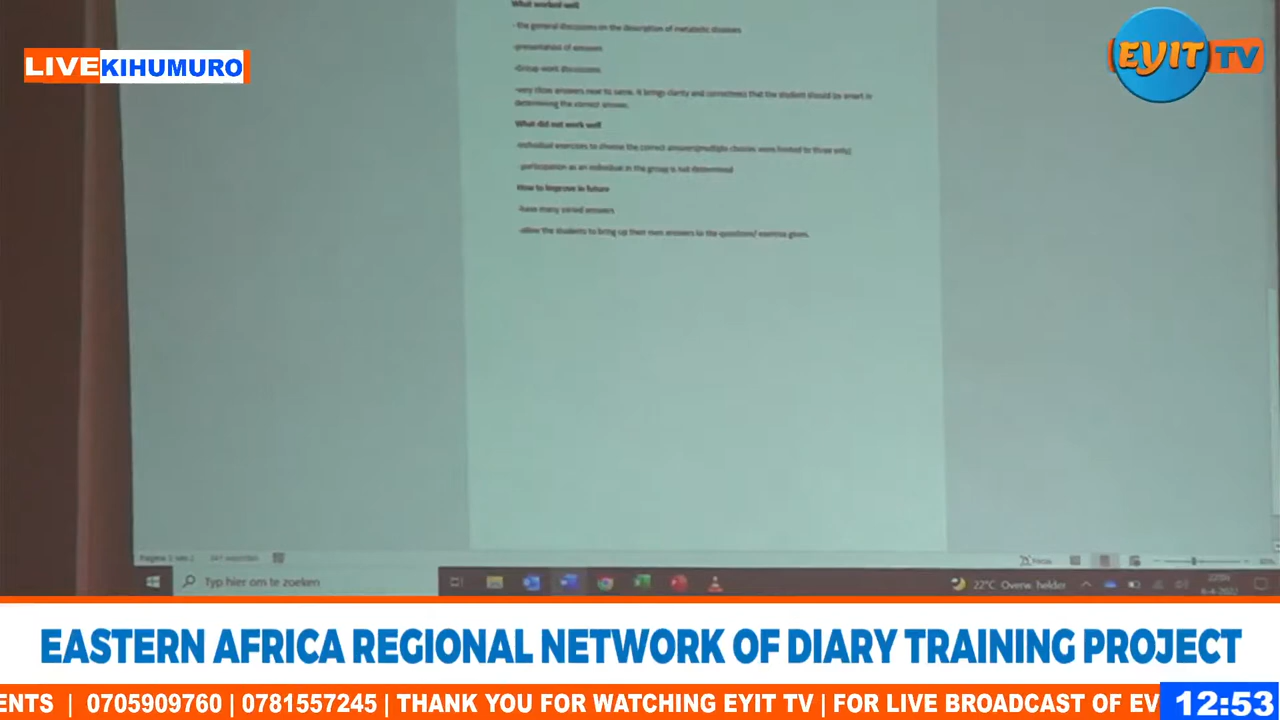 What worked well
- the general discussions on the description of metabolic diseases
-presentation of answers
-Group work discussions
-very close answers near to same. It brings clarity and correctness that the student should be smart in
determining the correct answer.
What did not work well
-individual exercises to choose the correct answers(multiple choices were limited to three only)
participation as an individual in the group is not determined
How to improve in future
-have many varied answers
-allow the students to bring up their own answers to the questions/ exercise given.
LIVE KIHUMURO
EYIT TV
Typ hier om te zoeken
22°C Overw. helder
EASTERN AFRICA REGIONAL NETWORK OF DIARY TRAINING PROJECT
ENTS | 0705909760 | 0781557245 | THANK YOU FOR WATCHING EYIT TV | FOR LIVE BROADCAST OF EV
12:53